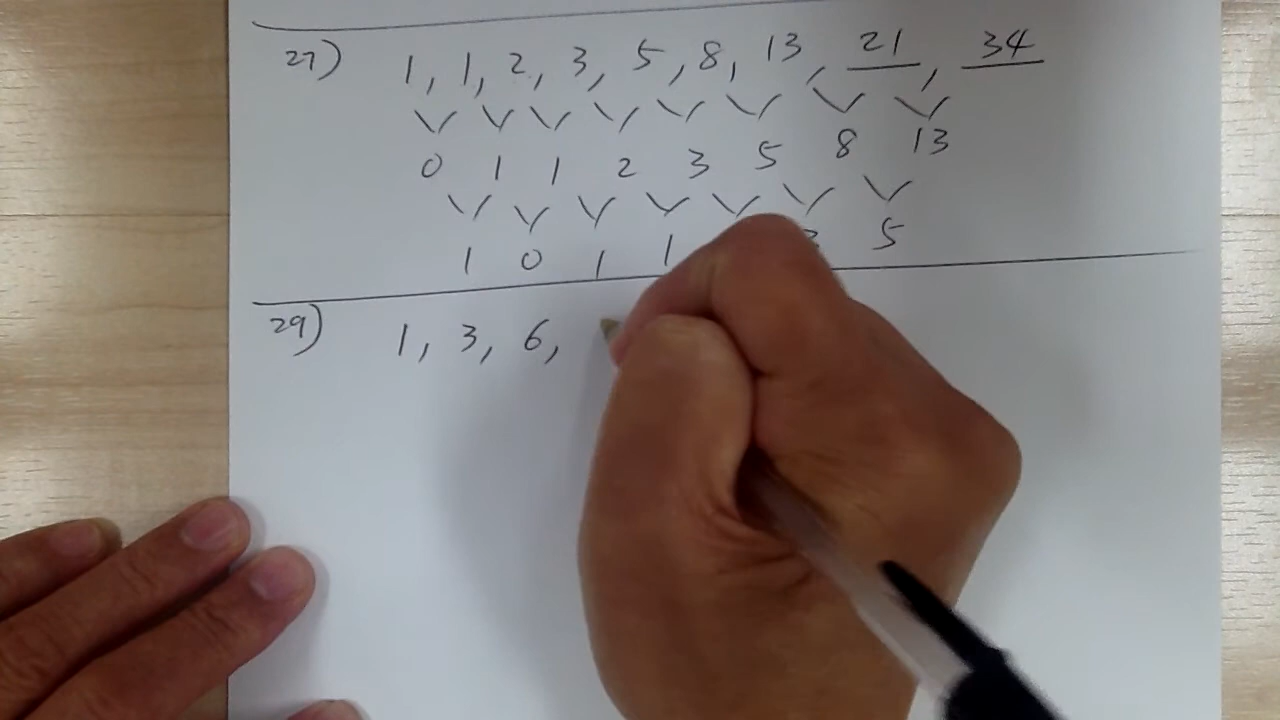 27) 1, 1, 2, 3, 5, 8, 13, 21, 34
0 1 1 2 3 5 8 13
1 0 1 1 5
29) 1, 3, 6,